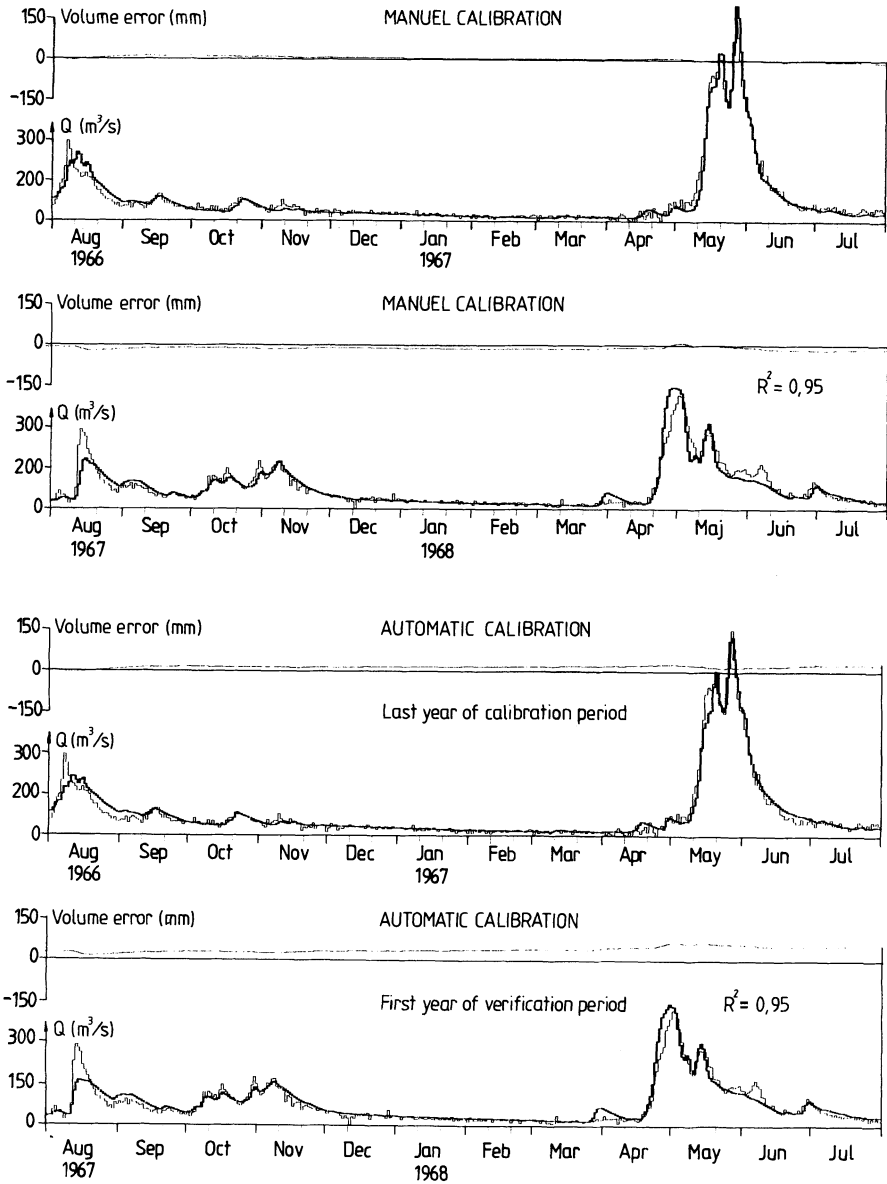 150 Volume error (mm) MANUEL CALIBRATION
0
-150
Q (m³/s)
300
200
0
Aug Sep Oct Nov Dec Jan Feb Mar Apr May Jun Jul
1966 1967
150 Volume error (mm) MANUEL CALIBRATION
0
-150
R² = 0,95
Q (m³/s)
300
200
0
Aug Sep Oct Nov Dec Jan Feb Mar Apr Maj Jun Jul
1967 1968
150 Volume error (mm) AUTOMATIC CALIBRATION
0
-150
Last year of calibration period
Q (m³/s)
300
200
0
Aug Sep Oct Nov Dec Jan Feb Mar Apr May Jun Jul
1966 1967
150 Volume error (mm) AUTOMATIC CALIBRATION
0
-150
First year of verification period R² = 0,95
Q (m³/s)
300
150
0
Aug Sep Oct Nov Dec Jan Feb Mar Apr May Jun Jul
1967 1968